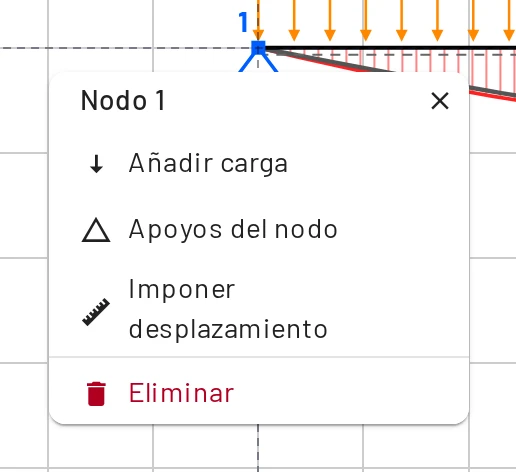 1
Nodo 1
Añadir carga
Apoyos del nodo
Imponer
desplazamiento
Eliminar